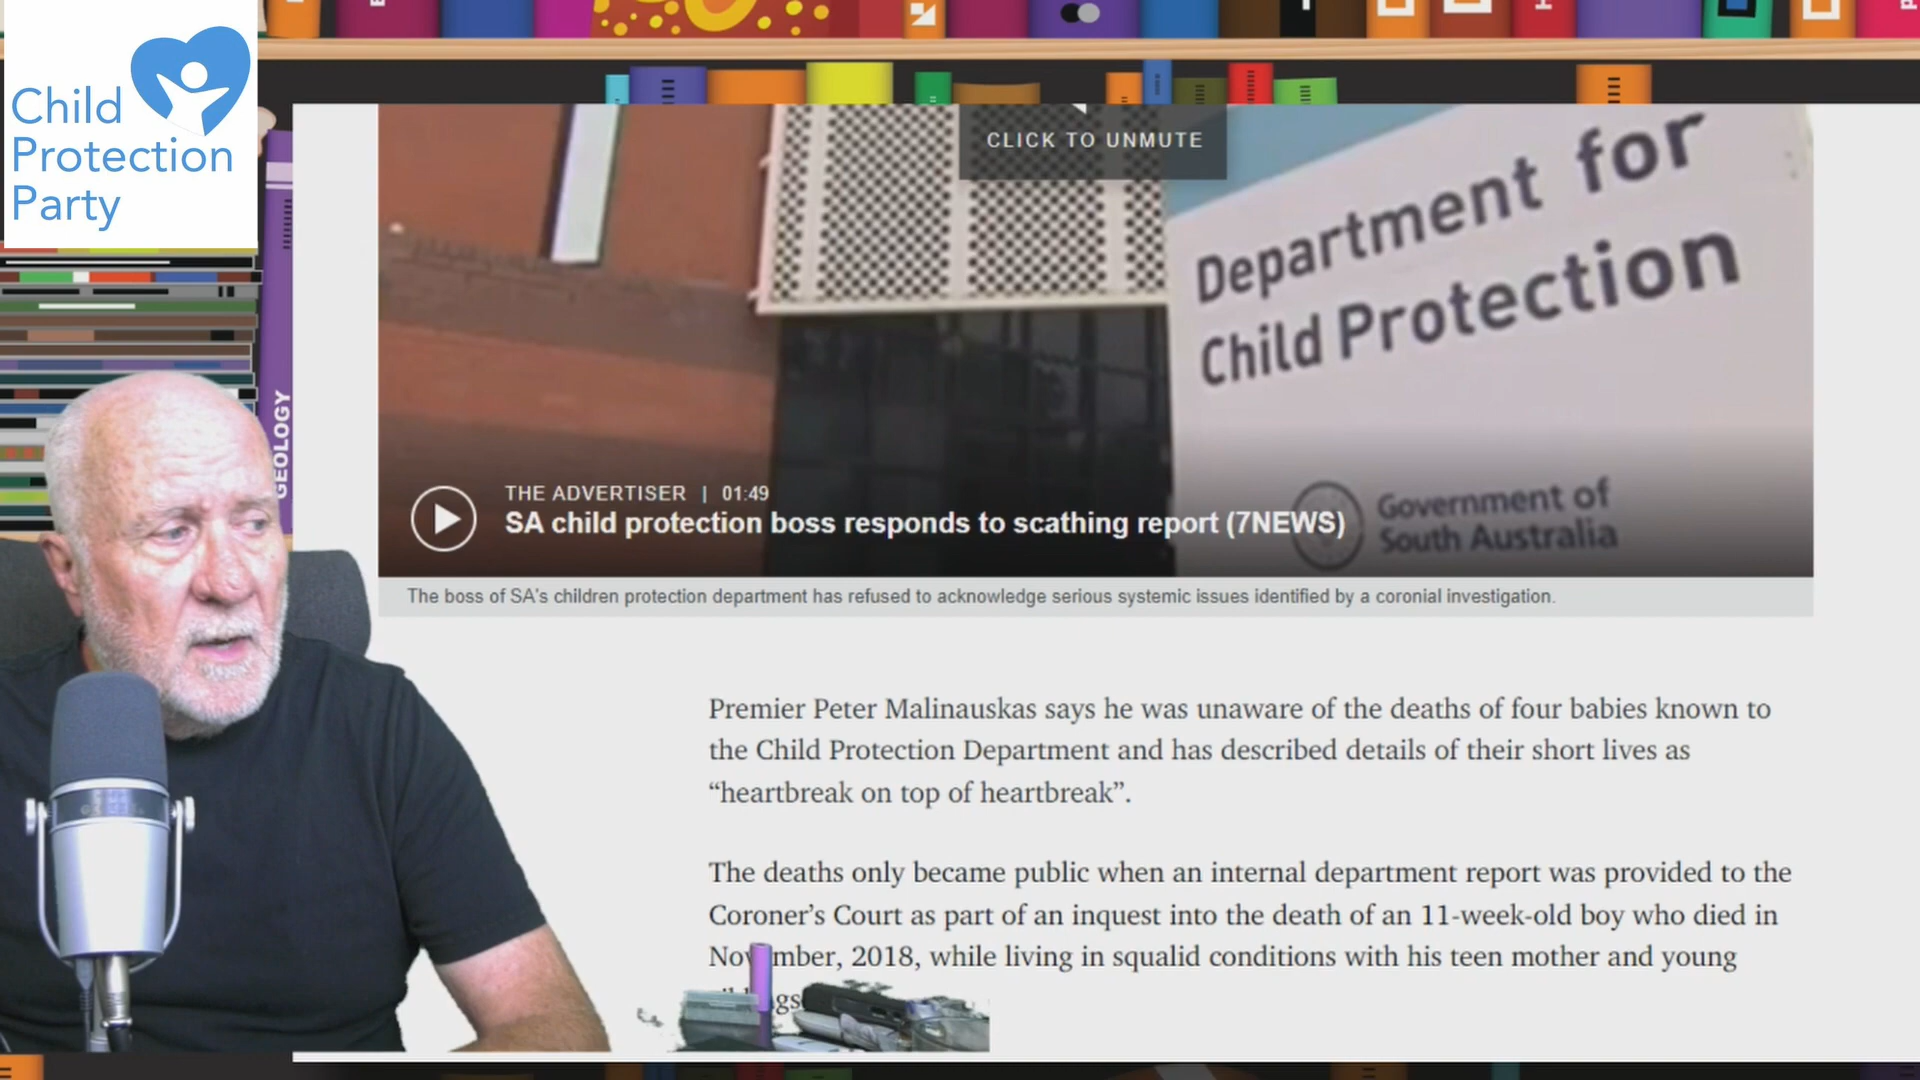 Child
Protection
Party
GEOLOGY
CLICK TO UNMUTE
Department for
Child Protection
THE ADVERTISER | 01:49
SA child protection boss responds to scathing report (7NEWS)
Government of
South Australia
The boss of SA's children protection department has refused to acknowledge serious systemic issues identified by a coronial investigation.
Premier Peter Malinauskas says he was unaware of the deaths of four babies known to
the Child Protection Department and has described details of their short lives as
“heartbreak on top of heartbreak”.
The deaths only became public when an internal department report was provided to the
Coroner’s Court as part of an inquest into the death of an 11-week-old boy who died in
November, 2018, while living in squalid conditions with his teen mother and young